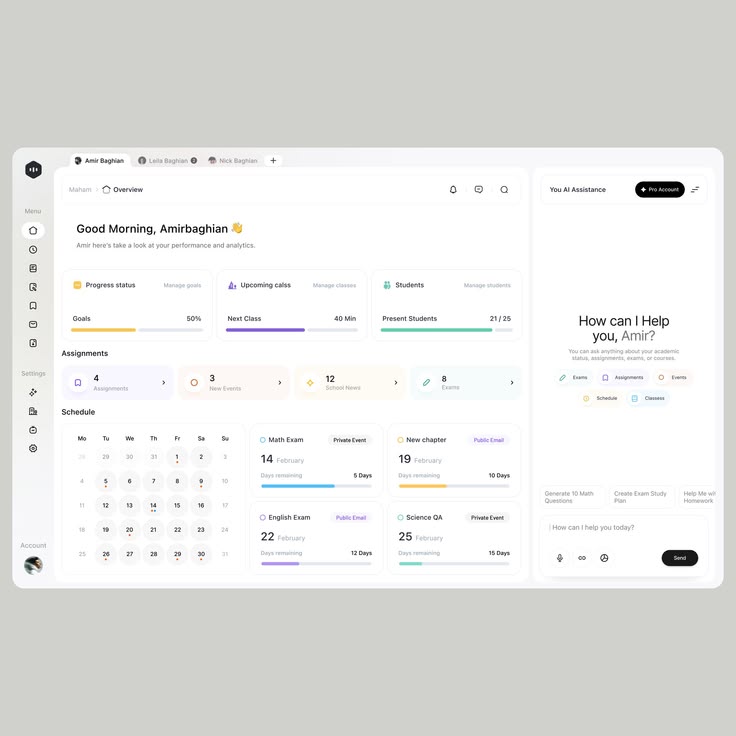 Amir Baghian
Leila Baghian 2
Nick Baghian
+
Menu
Settings
Account
Maham Overview
Good Morning, Amirbaghian 👋
Amir here's take a look at your performance and analytics.
Progress status Manage goals
Goals 50%
Upcoming calss Manage classes
Next Class 40 Min
Students Manage students
Present Students 21 / 25
Assignments
4
Assignments
3
New Events
12
School News
8
Exams
Schedule
Mo Tu We Th Fr Sa Su
28 29 30 31 1 2 3
4 5 6 7 8 9 10
11 12 13 14 15 16 17
18 19 20 21 22 23 24
25 26 27 28 29 30 31
Math Exam Private Event
14 February
Days remaining 5 Days
New chapter Public Email
19 February
Days remaining 10 Days
English Exam Public Email
22 February
Days remaining 12 Days
Science QA Private Event
25 February
Days remaining 15 Days
You AI Assistance
Pro Account
How can I Help
you, Amir?
You can ask anything about your academic
status, assignments, exams, or courses.
Exams Assignments Events
Schedule Classess
Generate 10 Math
Questions
Create Exam Study
Plan
Help Me wi
Homework
How can I help you today?
Send